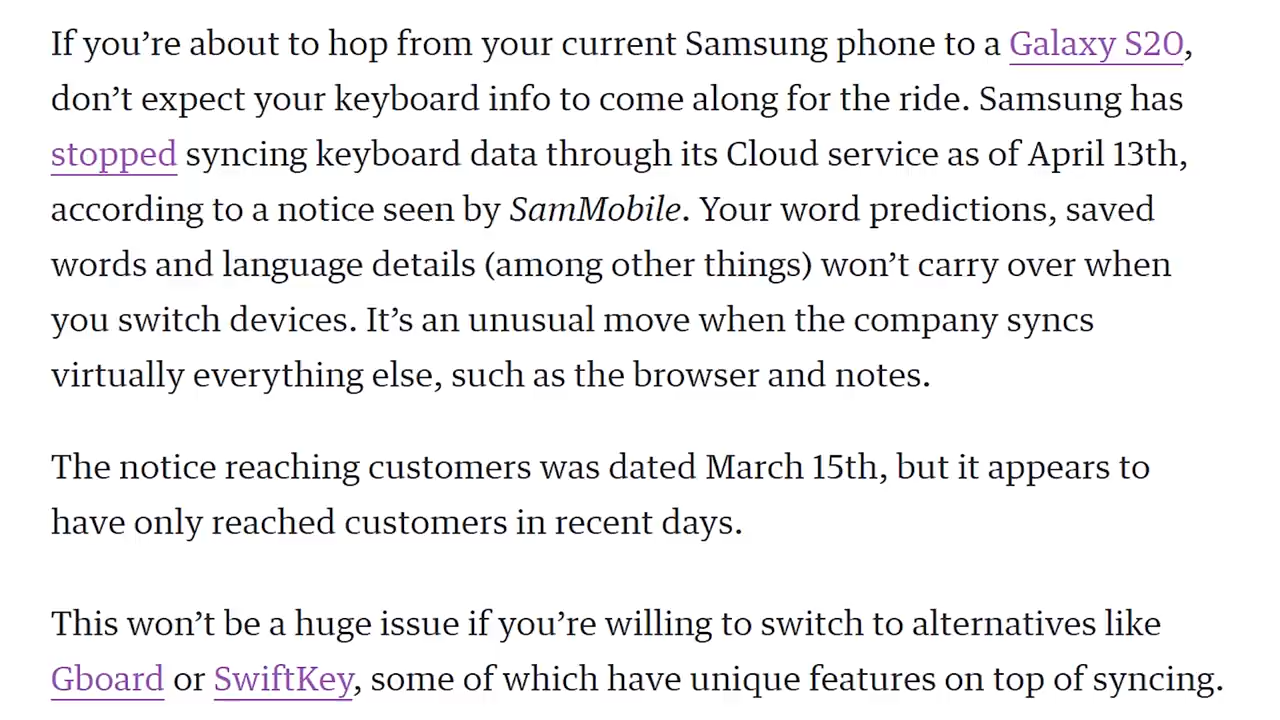 If you’re about to hop from your current Samsung phone to a Galaxy S20,
don’t expect your keyboard info to come along for the ride. Samsung has
stopped syncing keyboard data through its Cloud service as of April 13th,
according to a notice seen by SamMobile. Your word predictions, saved
words and language details (among other things) won’t carry over when
you switch devices. It’s an unusual move when the company syncs
virtually everything else, such as the browser and notes.
The notice reaching customers was dated March 15th, but it appears to
have only reached customers in recent days.
This won’t be a huge issue if you’re willing to switch to alternatives like
Gboard or SwiftKey, some of which have unique features on top of syncing.